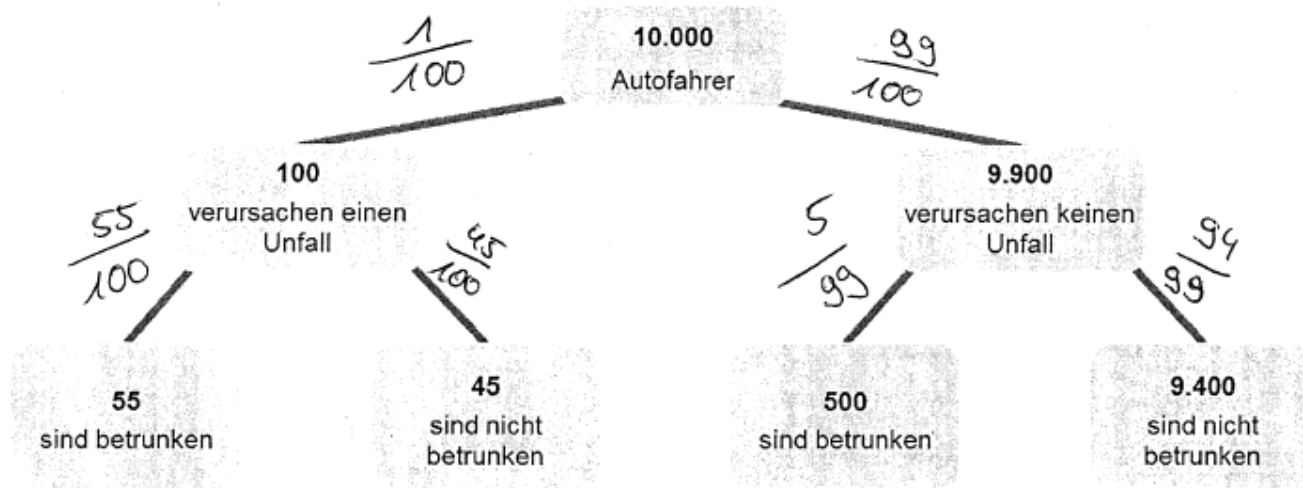 1/100
10.000
Autofahrer
99/100
100
verursachen einen
Unfall
9.900
verursachen keinen
Unfall
55/100
45/100
5/99
94/99
55
sind betrunken
45
sind nicht
betrunken
500
sind betrunken
9.400
sind nicht
betrunken